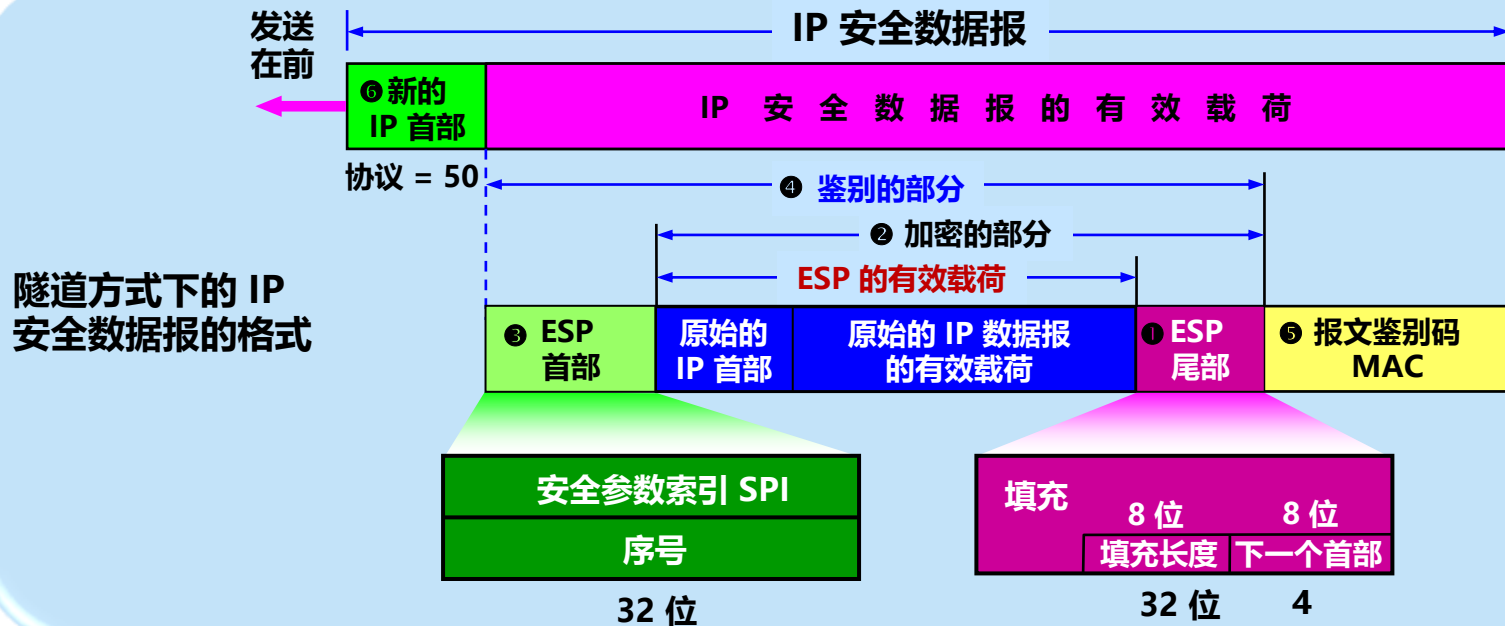 发送
在前
IP 安全数据报
❻新的
IP 首部
IP 安 全 数 据 报 的 有 效 载 荷
协议 = 50
❹ 鉴别的部分
❷ 加密的部分
ESP 的有效载荷
隧道方式下的 IP
安全数据报的格式
❸ ESP
首部
原始的
IP 首部
原始的 IP 数据报
的有效载荷
❶ESP
尾部
❺ 报文鉴别码
MAC
安全参数索引 SPI
序号
32 位
填充
8 位
8 位
填充长度
下一个首部
32 位
4